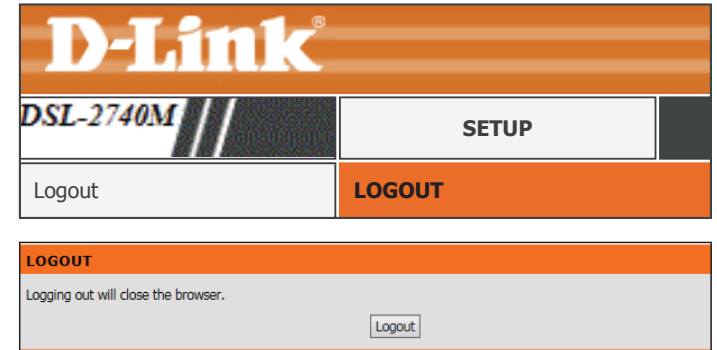 D-Link®
DSL-2740M SETUP
Logout LOGOUT
LOGOUT
Logging out will close the browser.
Logout